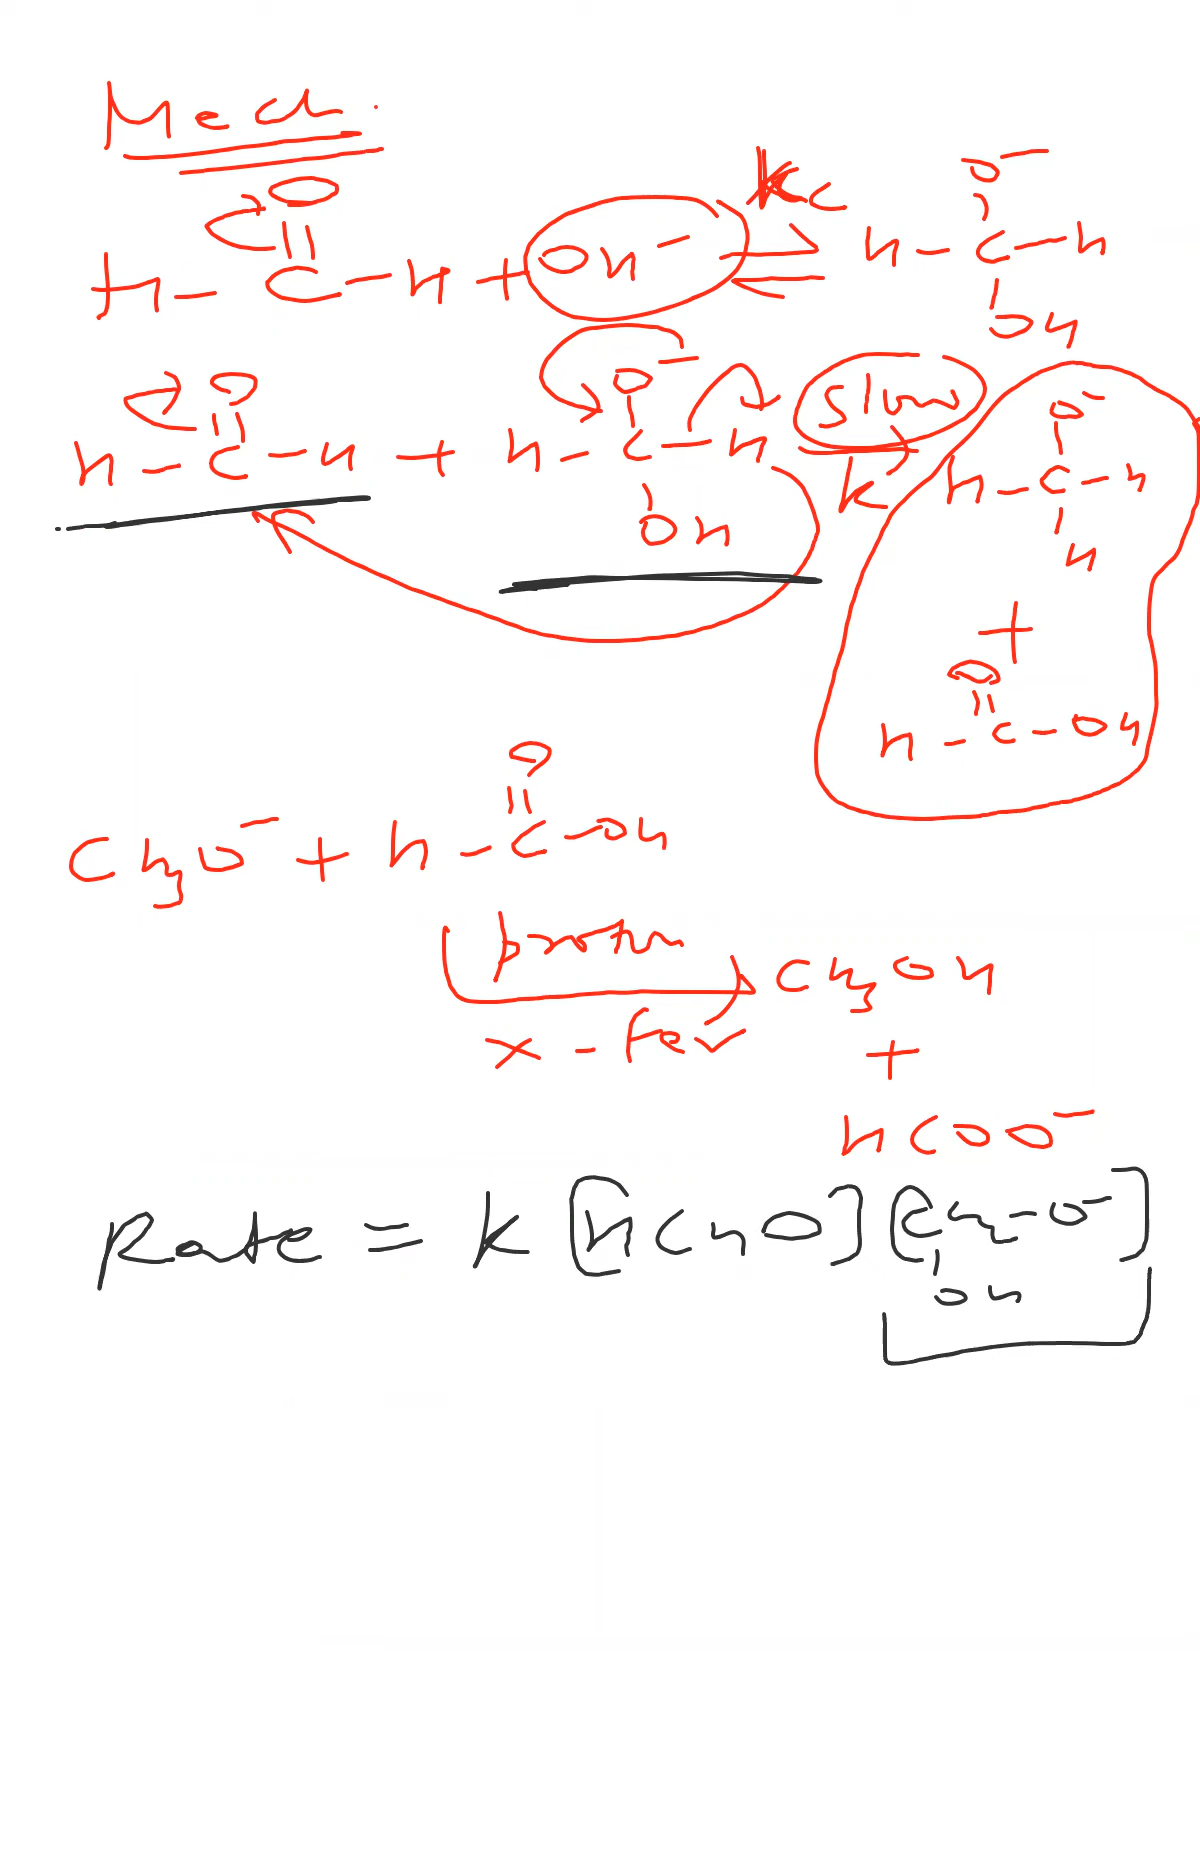 Mech.
O
H - C - H + OH⁻ ⇌ Kc H - C - H
O⁻
OH
H - C - H + H - C - H slow k H - C - H
O O⁻ O⁻
OH H
+
O
H - C - OH
O
CH3O⁻ + H - C - OH
proton
x-fer
CH3OH
+
HCOO⁻
Rate = k [HCHO] [CH2-O⁻]
OH